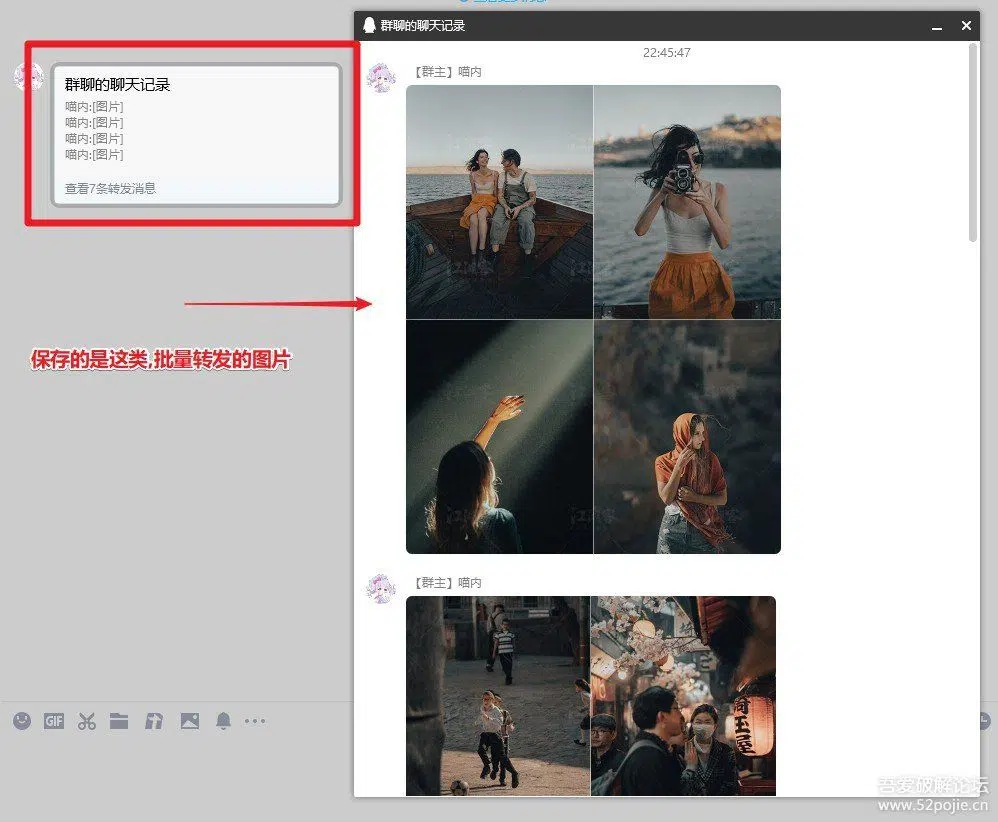 群聊的聊天记录
22:45:47
【群主】喵内
群聊的聊天记录
喵内:[图片]
喵内:[图片]
喵内:[图片]
喵内:[图片]
查看7条转发消息
保存的是这类,批量转发的图片
【群主】喵内
琦玉屋
GIF
吾爱破解论坛
www.52pojie.cn